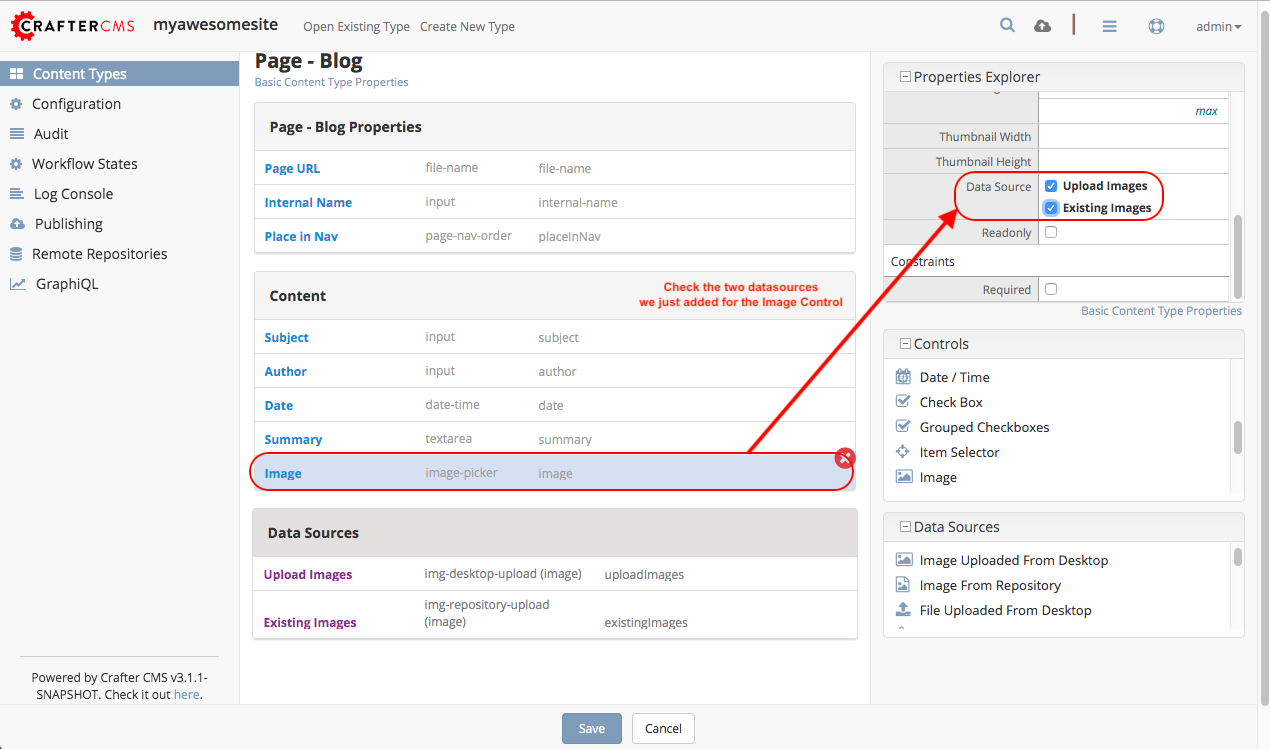 CRAFTERCMS
myawesomesite
Open Existing Type
Create New Type
admin
Content Types
Configuration
Audit
Workflow States
Log Console
Publishing
Remote Repositories
GraphiQL
Powered by Crafter CMS v3.1.1-
SNAPSHOT. Check it out here.
Page - Blog
Basic Content Type Properties
Page - Blog Properties
Page URL file-name file-name
Internal Name input internal-name
Place in Nav page-nav-order placeInNav
Content
Check the two datasources
we just added for the Image Control
Subject input subject
Author input author
Date date-time date
Summary textarea summary
Image image-picker image
Data Sources
Upload Images img-desktop-upload (image) uploadImages
img-repository-upload
(image)
Existing Images existingImages
Properties Explorer
max
Thumbnail Width
Thumbnail Height
Data Source Upload Images
Existing Images
Readonly
Constraints
Required
Basic Content Type Properties
Controls
Date / Time
Check Box
Grouped Checkboxes
Item Selector
Image
Data Sources
Image Uploaded From Desktop
Image From Repository
File Uploaded From Desktop
Save
Cancel